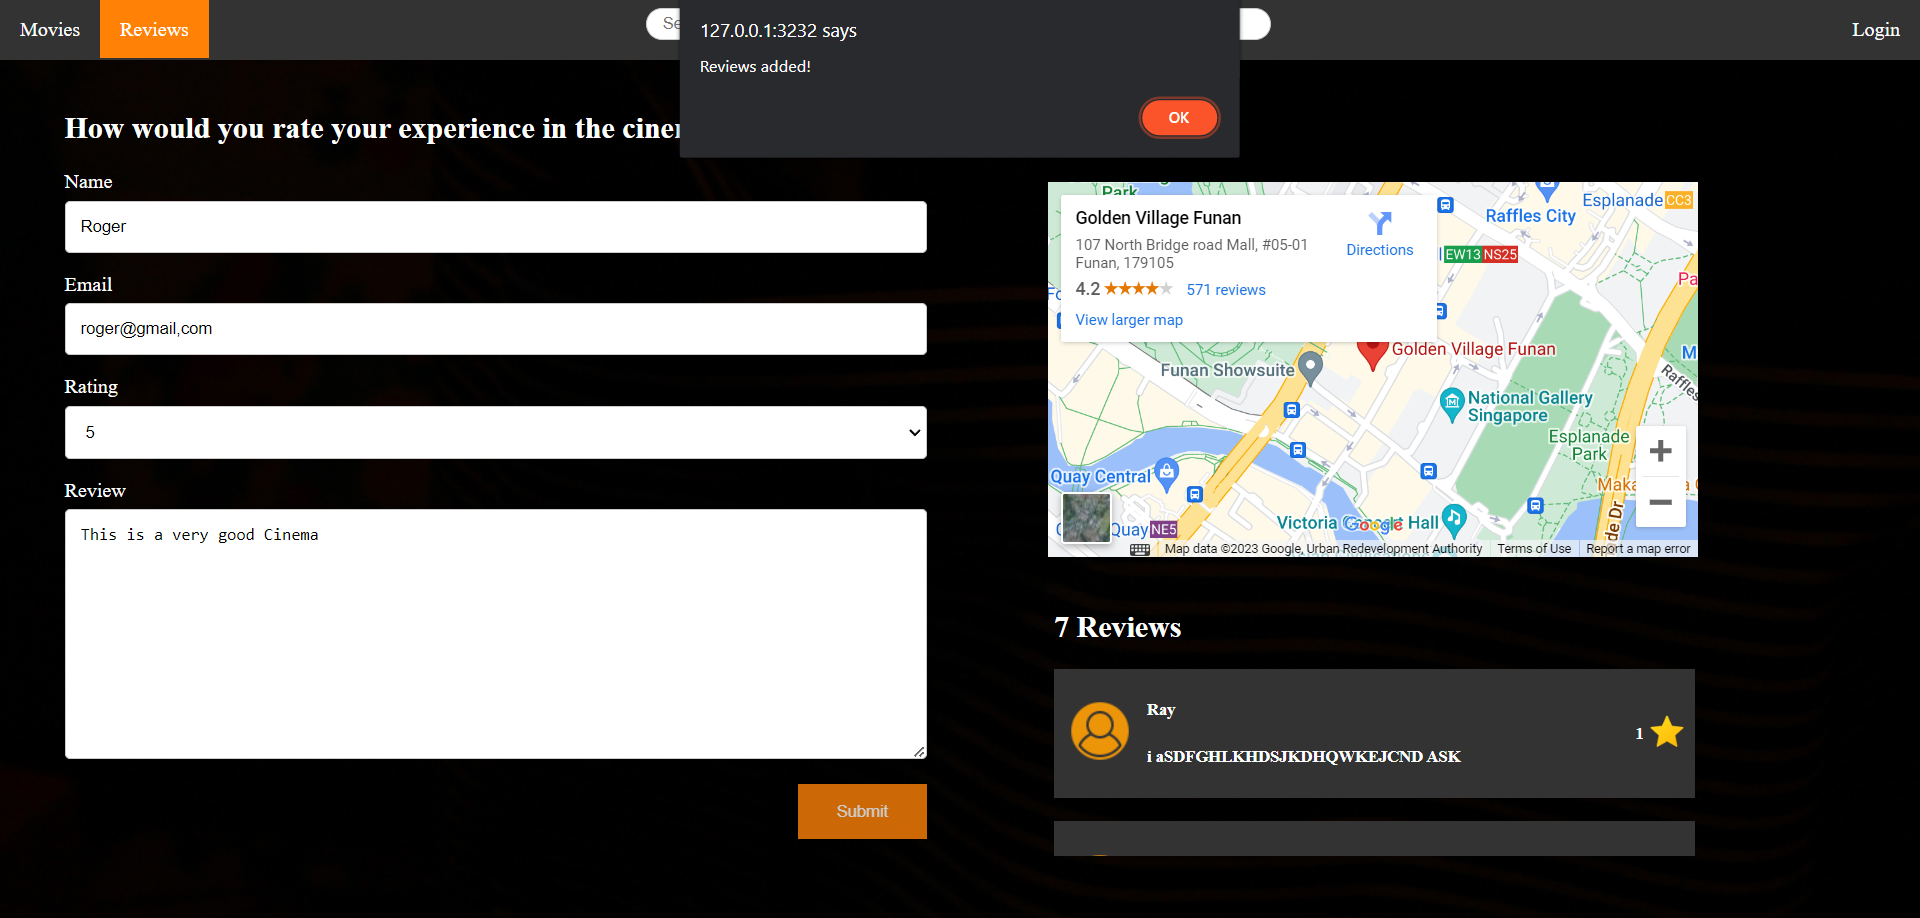 Movies
Reviews
Se
Login
127.0.0.1:3232 says
Reviews added!
OK
How would you rate your experience in the cine
Name
Roger
Email
roger@gmail,com
Rating
5
Review
This is a very good Cinema
Submit
Park
Golden Village Funan
107 North Bridge road Mall, #05-01
Funan, 179105
4.2
571 reviews
View larger map
Directions
Raffles City
Esplanade CC3
EW13 NS25
Pa
Fo
Golden Village Funan
Funan Showsuite
M
Raffles
National Gallery
Singapore
Esplanade
Park
Quay Central
Maka
Quay NE5
Victoria Hall
Google
de Dr
Map data ©2023 Google, Urban Redevelopment Authority
Terms of Use
Report a map error
7 Reviews
Ray
i aSDFGHLKHDSJKDHQWKEJCND ASK
1